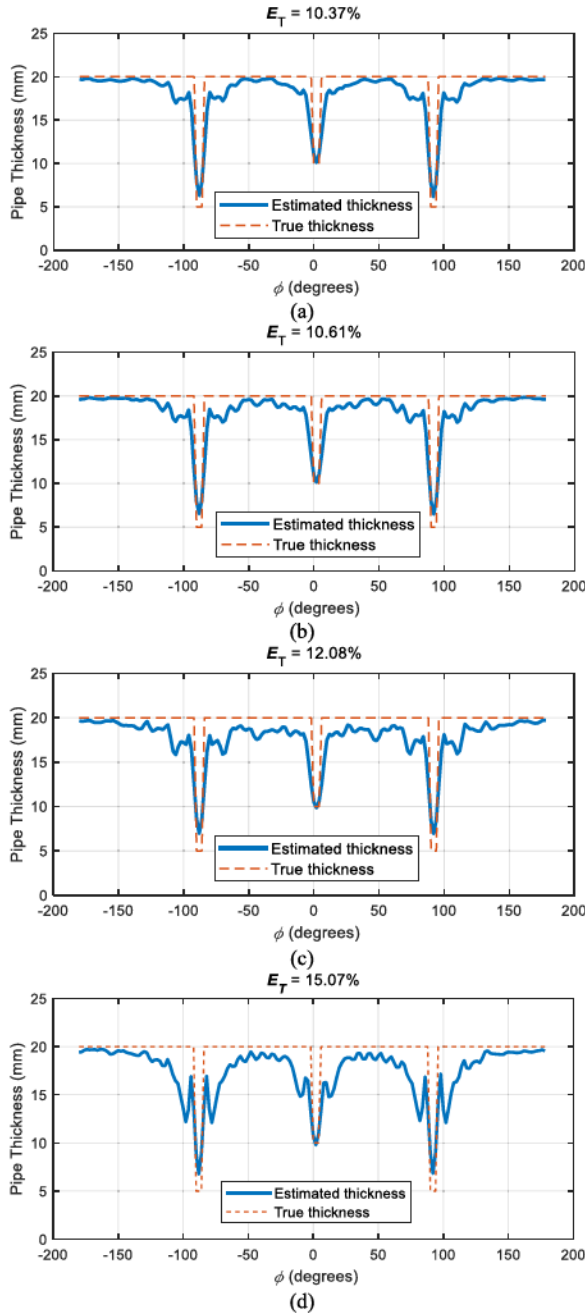 E_T = 10.37%
25
20
15
10
5
0
Pipe Thickness (mm)
Estimated thickness
True thickness
-200 -150 -100 -50 0 50 100 150 200
ϕ (degrees)
(a)
E_T = 10.61%
25
20
15
10
5
0
Pipe Thickness (mm)
Estimated thickness
True thickness
-200 -150 -100 -50 0 50 100 150 200
ϕ (degrees)
(b)
E_T = 12.08%
25
20
15
10
5
0
Pipe Thickness (mm)
Estimated thickness
True thickness
-200 -150 -100 -50 0 50 100 150 200
ϕ (degrees)
(c)
E_T = 15.07%
25
20
15
10
5
0
Pipe Thickness (mm)
Estimated thickness
True thickness
-200 -150 -100 -50 0 50 100 150 200
ϕ (degrees)
(d)